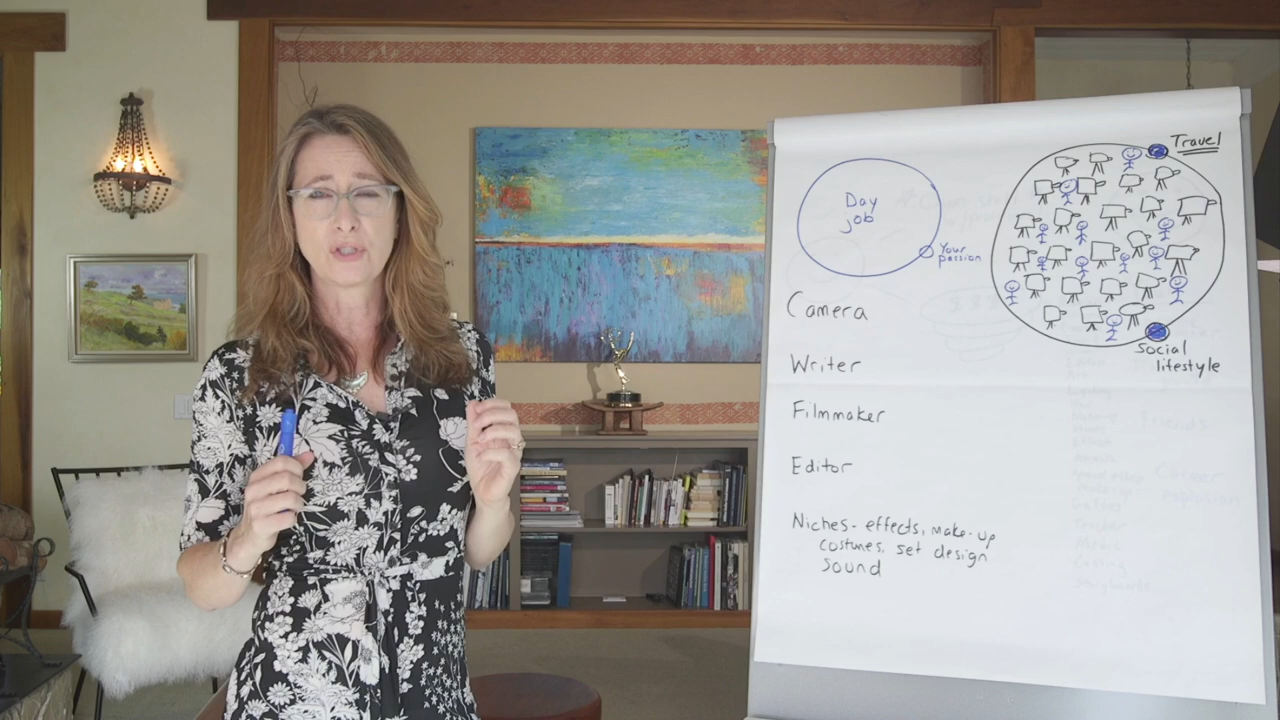 Travel
Day
job
Your
passion
Camera
Social
lifestyle
Writer
Filmmaker
Editor
Niches- effects, make-up
costumes, set design
Sound